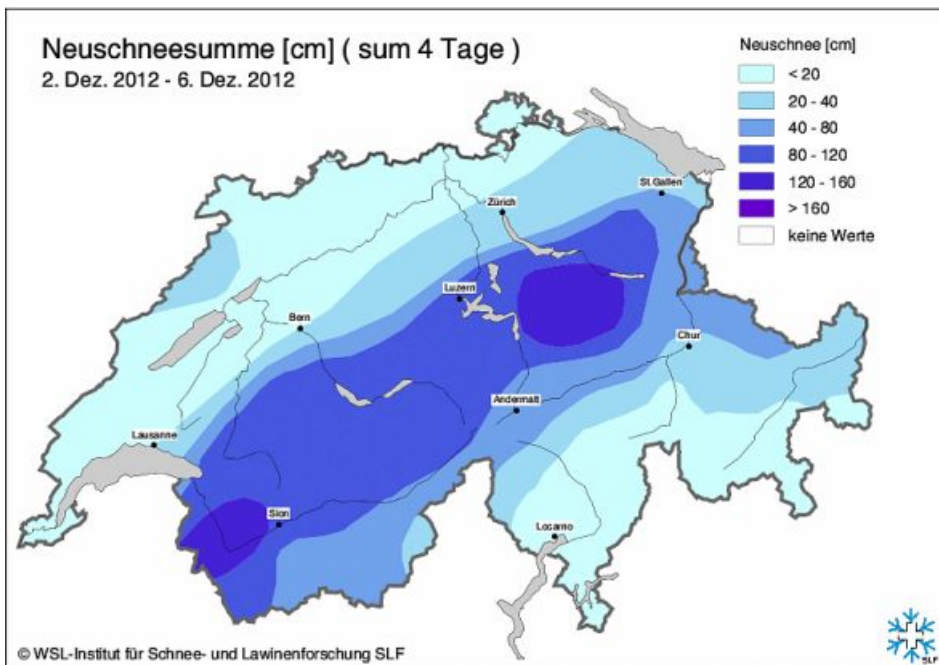 Neuschneesumme [cm] ( sum 4 Tage )
2. Dez. 2012 - 6. Dez. 2012
Neuschnee [cm]
< 20
20 - 40
40 - 80
80 - 120
120 - 160
> 160
keine Werte
St.Gallen
Zürich
Luzern
Bern
Chur
Andermatt
Lausanne
Sion
Locarno
© WSL-Institut für Schnee- und Lawinenforschung SLF
SLF